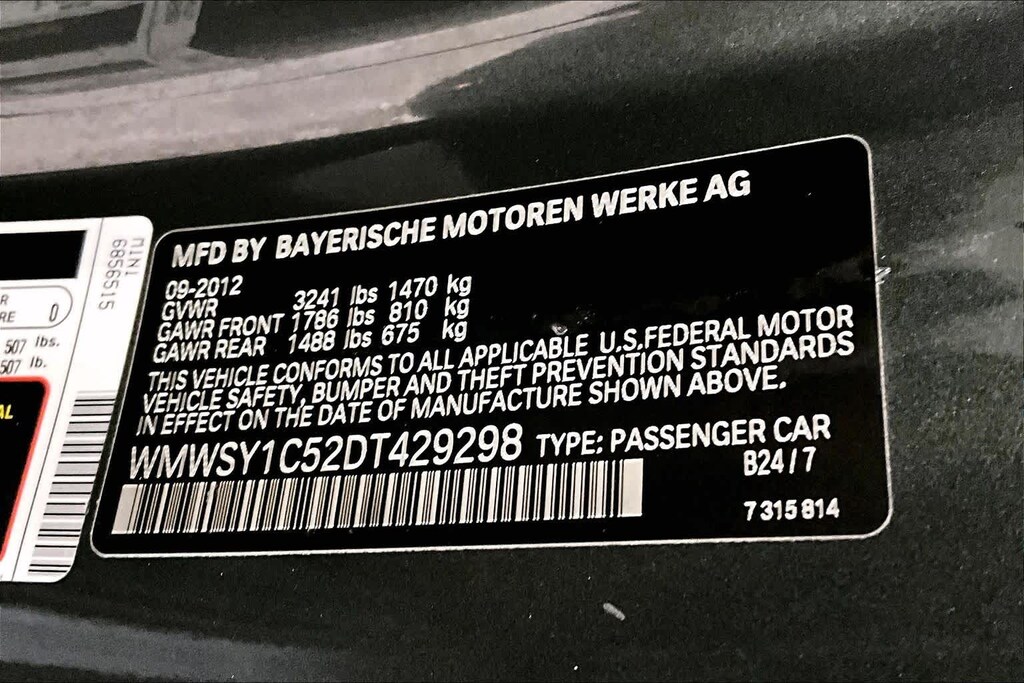 MFD BY BAYERISCHE MOTOREN WERKE AG
09-2012
GVWR 3241 lbs 1470 kg
GAWR FRONT 1786 lbs 810 kg
GAWR REAR 1488 lbs 675 kg
THIS VEHICLE CONFORMS TO ALL APPLICABLE U.S.FEDERAL MOTOR
VEHICLE SAFETY, BUMPER AND THEFT PREVENTION STANDARDS
IN EFFECT ON THE DATE OF MANUFACTURE SHOWN ABOVE.
WMWSY1C52DT429298 TYPE: PASSENGER CAR
B24/7
7315814
MINI
6856515
R
RE 0
507 lbs.
507 lb.
AL